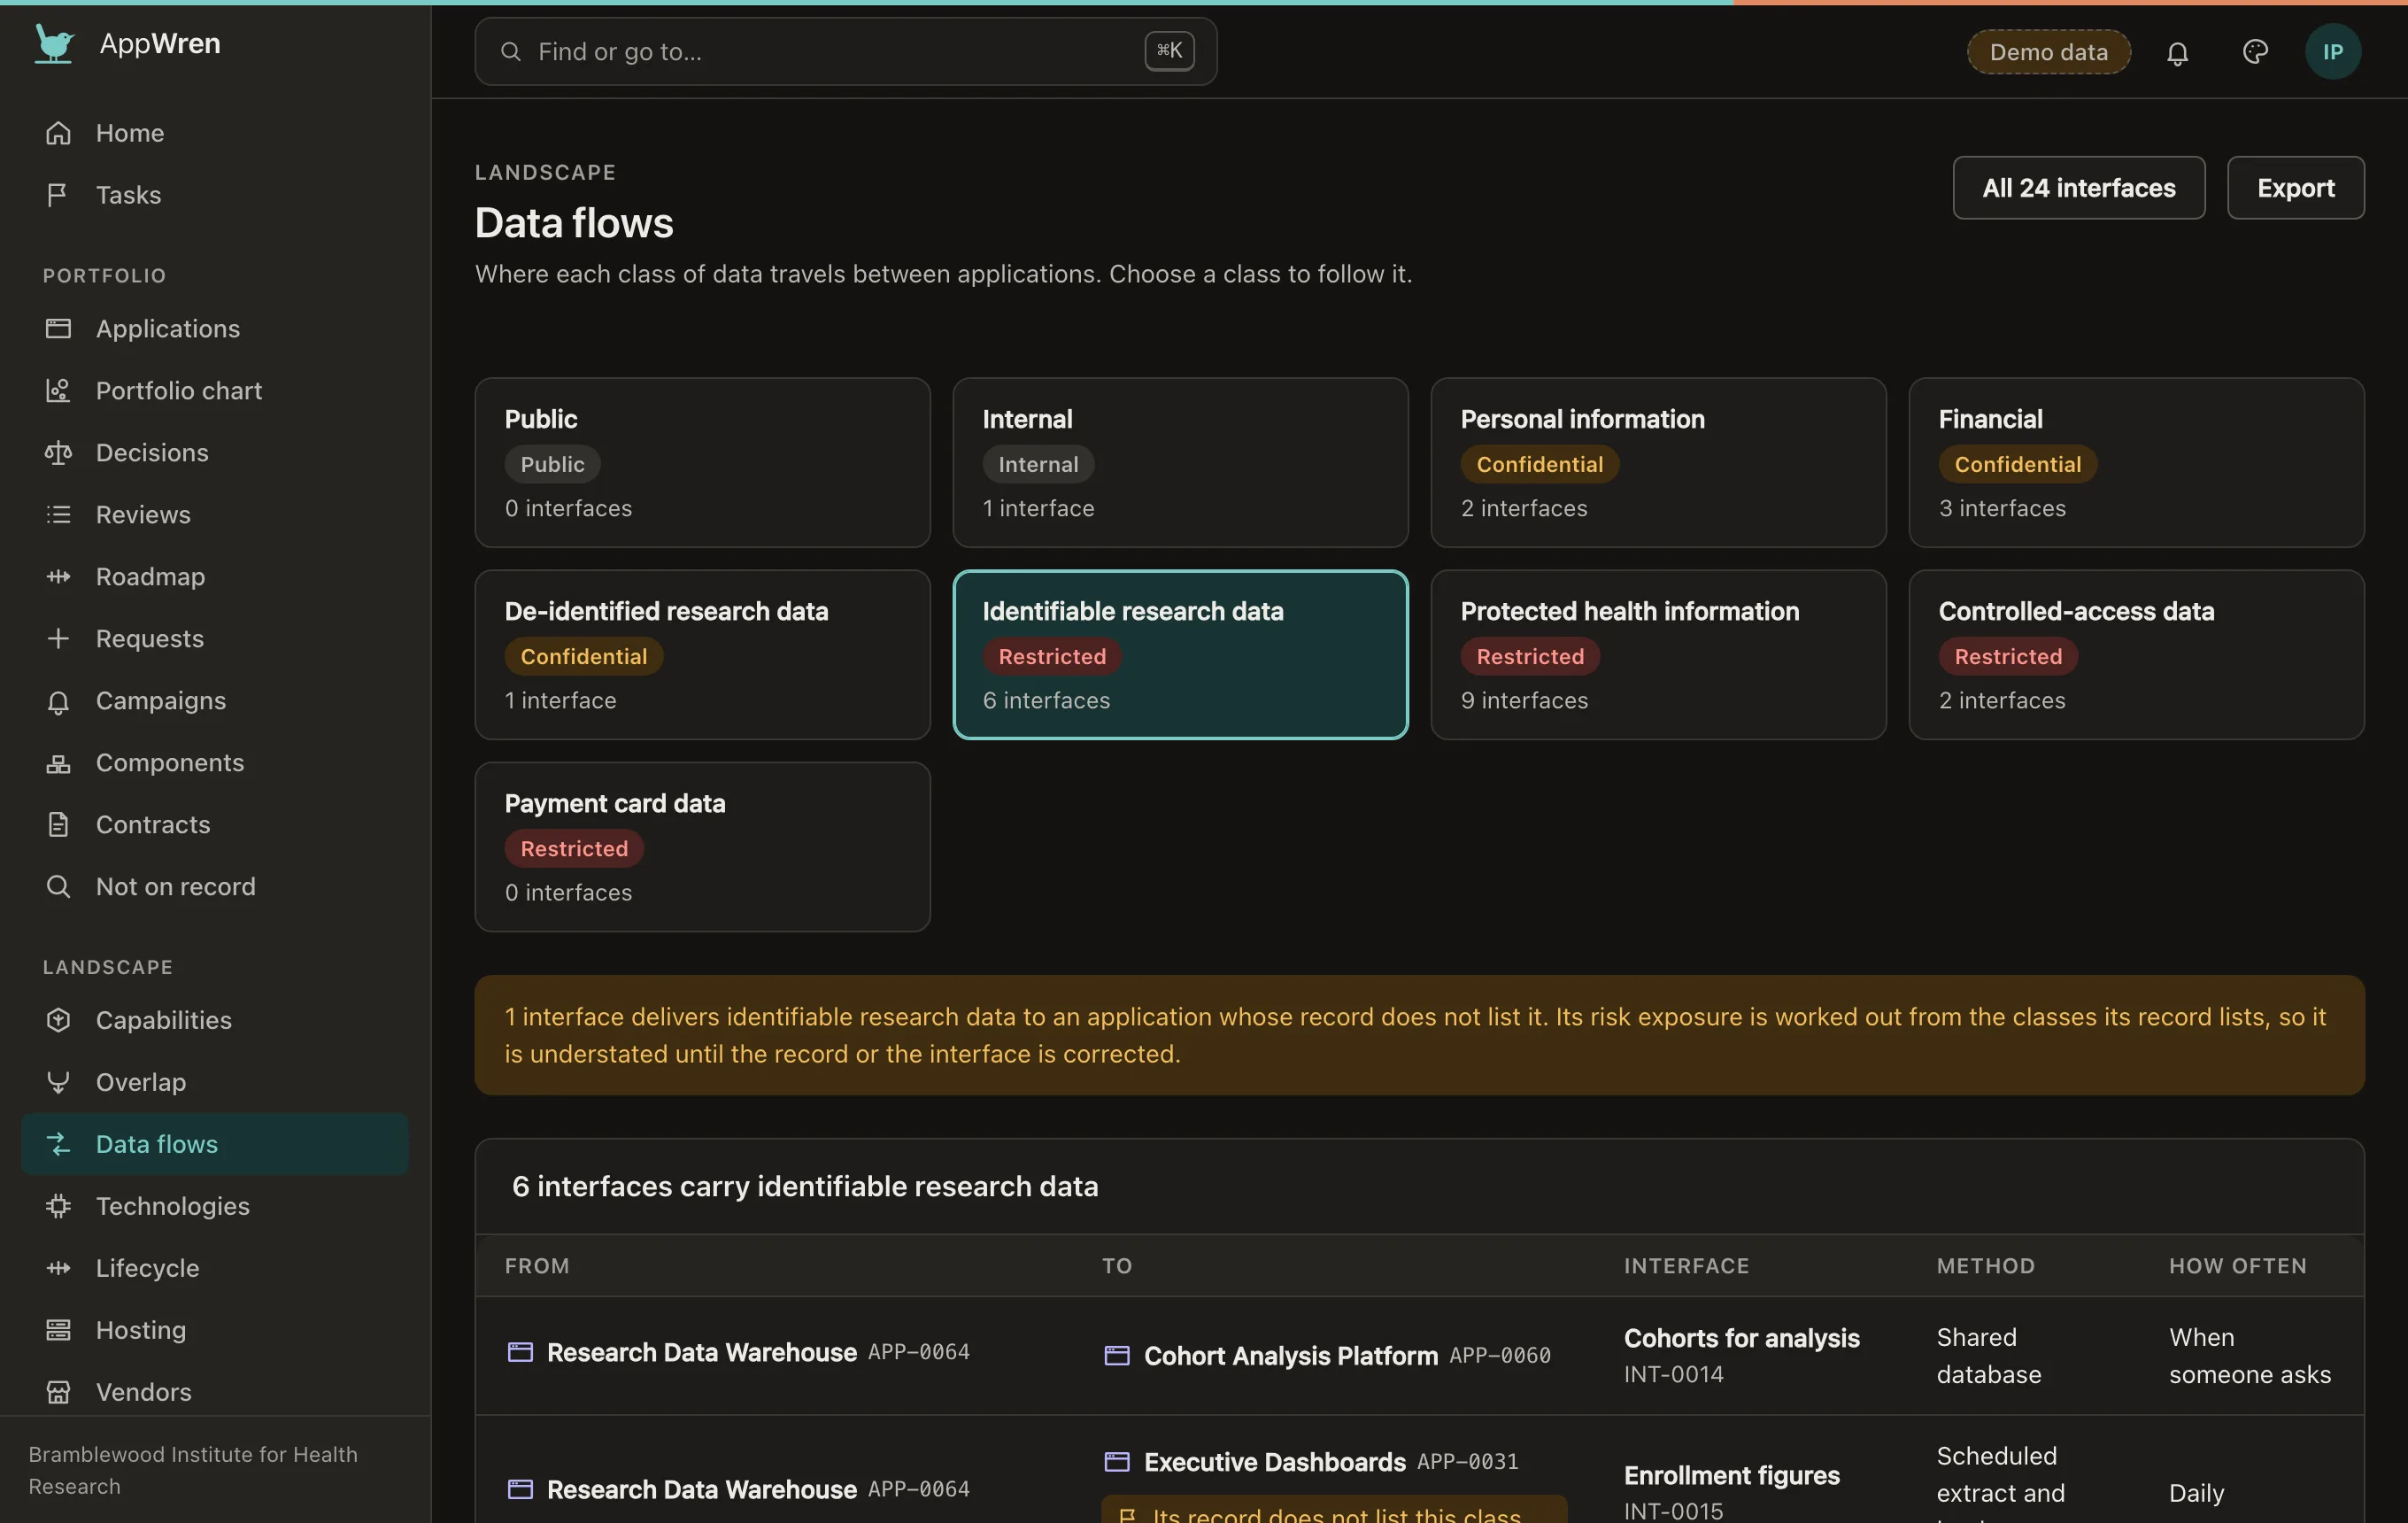 AppWren
Find or go to...
⌘K
Demo data
IP
Home
Tasks
PORTFOLIO
Applications
Portfolio chart
Decisions
Reviews
Roadmap
Requests
Campaigns
Components
Contracts
Not on record
LANDSCAPE
Capabilities
Overlap
Data flows
Technologies
Lifecycle
Hosting
Vendors
Bramblewood Institute for Health
Research
LANDSCAPE
Data flows
Where each class of data travels between applications. Choose a class to follow it.
All 24 interfaces
Export
Public
Public
0 interfaces
Internal
Internal
1 interface
Personal information
Confidential
2 interfaces
Financial
Confidential
3 interfaces
De-identified research data
Confidential
1 interface
Identifiable research data
Restricted
6 interfaces
Protected health information
Restricted
9 interfaces
Controlled-access data
Restricted
2 interfaces
Payment card data
Restricted
0 interfaces
1 interface delivers identifiable research data to an application whose record does not list it. Its risk exposure is worked out from the classes its record lists, so it
is understated until the record or the interface is corrected.
6 interfaces carry identifiable research data
FROM TO INTERFACE METHOD HOW OFTEN
Research Data Warehouse APP-0064
Cohort Analysis Platform APP-0060
Cohorts for analysis
INT-0014
Shared
database
When
someone asks
Research Data Warehouse APP-0064
Executive Dashboards APP-0031
Its record does not list this class
Enrollment figures
INT-0015
Scheduled
extract and
Daily